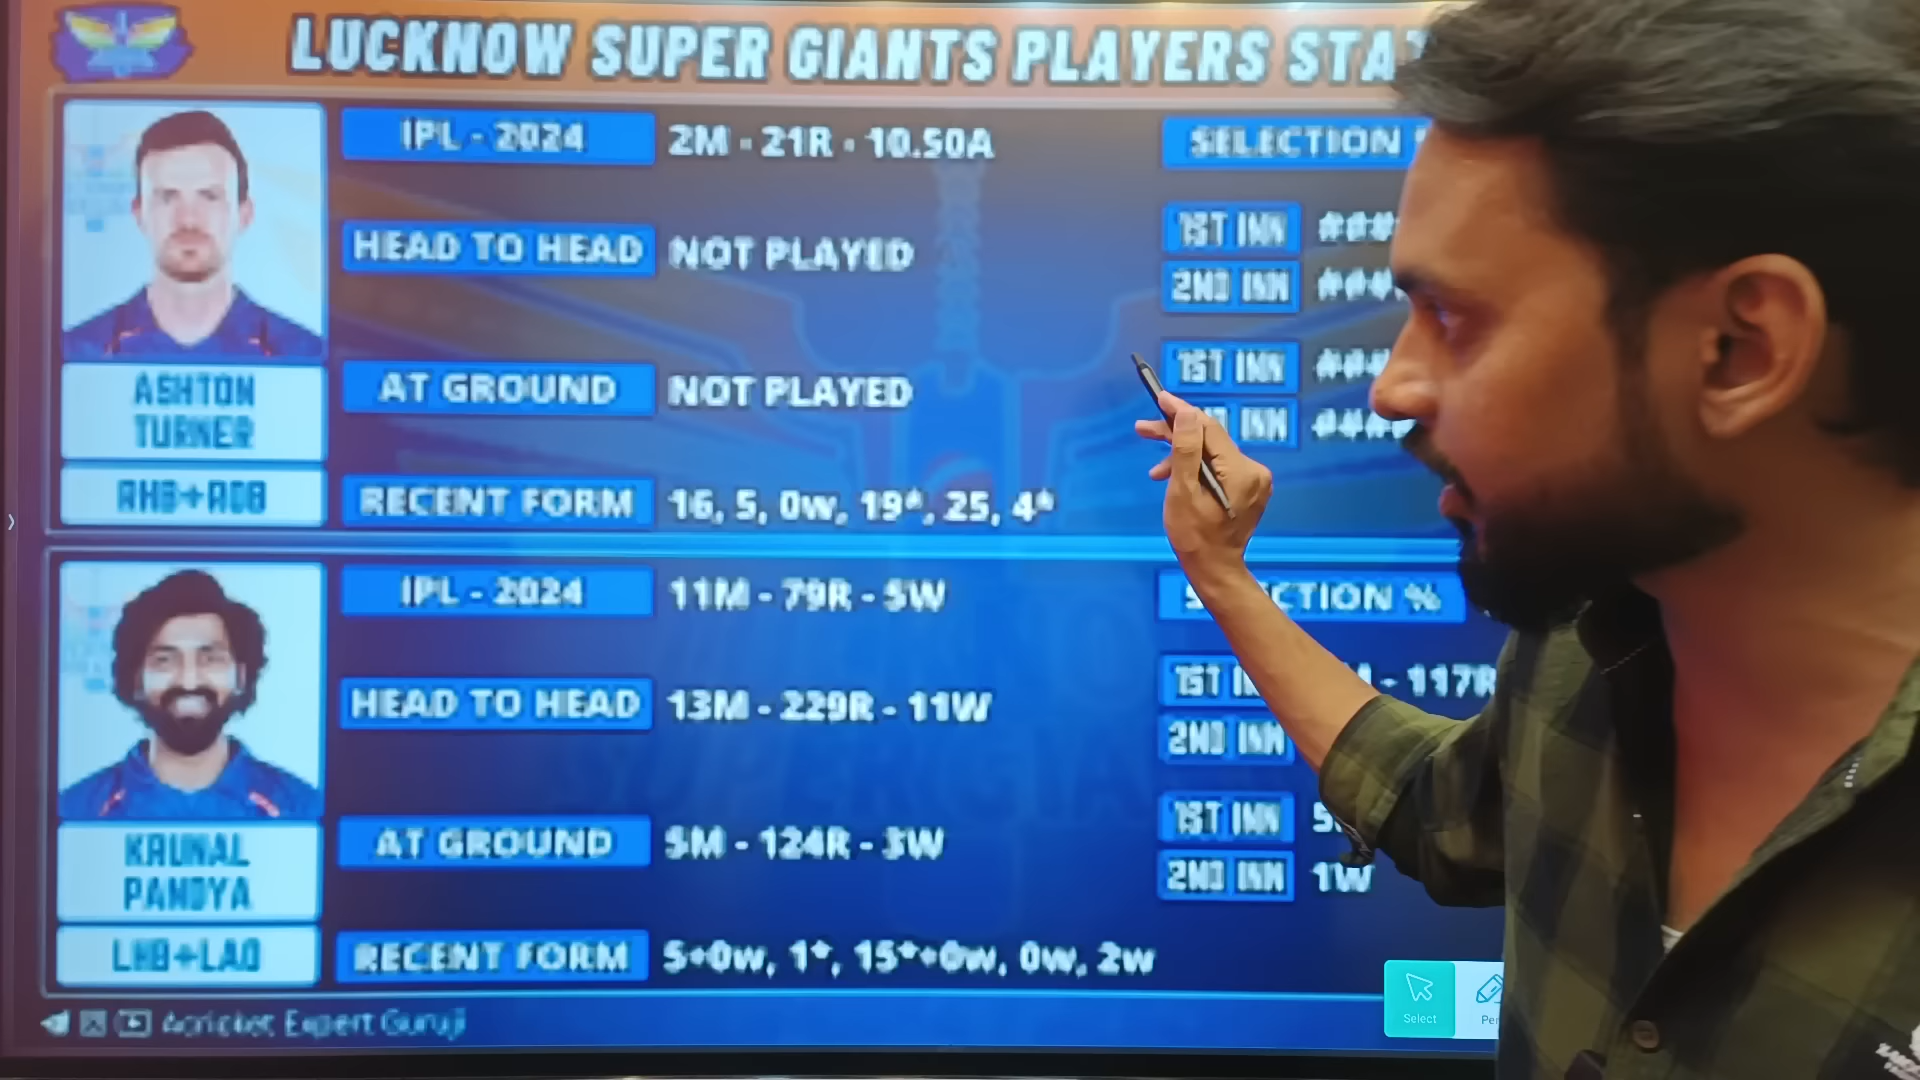 LUCKNOW SUPER GIANTS PLAYERS
IPL - 2024 2M - 21R - 10.50A SELECTION
HEAD TO HEAD NOT PLAYED
1ST INN ###
2ND INN ###
ASHTON
TURNER
AT GROUND NOT PLAYED
1ST INN ###
INN ####
RHB+ROB
RECENT FORM 16, 5, 0w, 19*, 25, 4*
IPL - 2024 11M - 79R - 5W %
HEAD TO HEAD 13M - 229R - 11W
1ST - 117R
2ND INN
KRUNAL
PANDYA
AT GROUND 5M - 124R - 3W
1ST INN
2ND INN 1W
LHB+LAO
RECENT FORM 5+0w, 1*, 15*+0w, 0w, 2w
Acricket Expert Guruji
Select